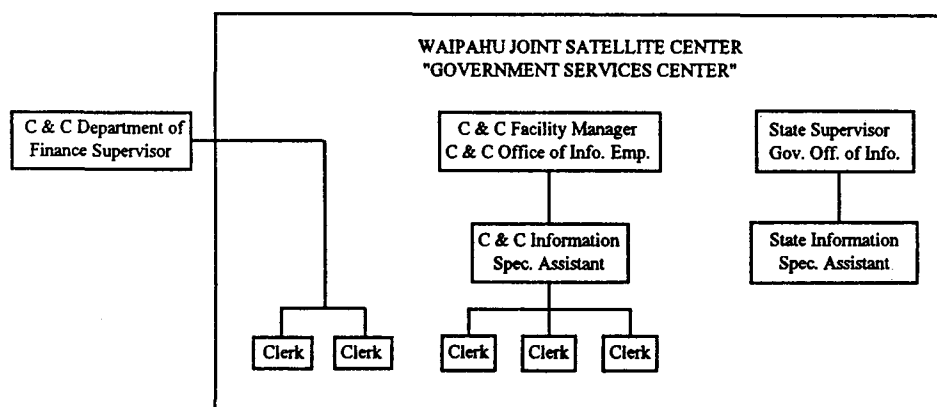 WAIPAHU JOINT SATELLITE CENTER
"GOVERNMENT SERVICES CENTER"
C & C Department of
Finance Supervisor
C & C Facility Manager
C & C Office of Info. Emp.
State Supervisor
Gov. Off. of Info.
C & C Information
Spec. Assistant
State Information
Spec. Assistant
Clerk
Clerk
Clerk
Clerk
Clerk